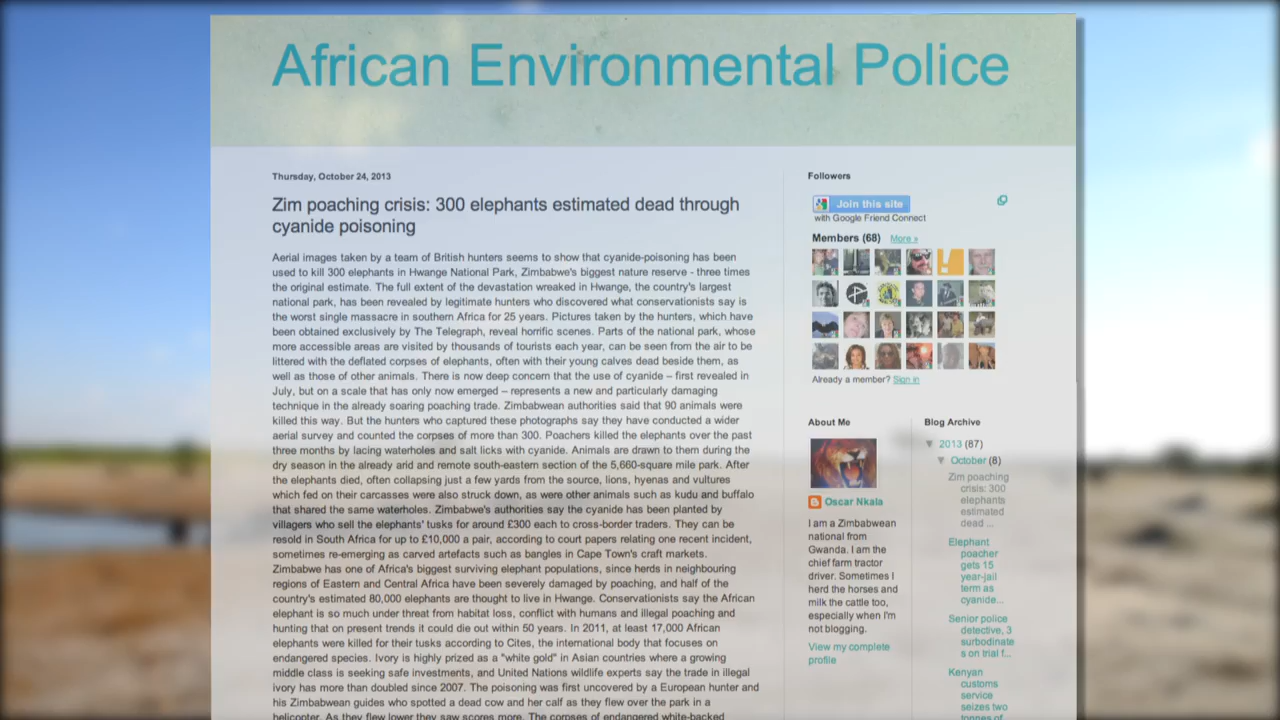 African Environmental Police
Thursday, October 24, 2013
Zim poaching crisis: 300 elephants estimated dead through
cyanide poisoning
Aerial images taken by a team of British hunters seems to show that cyanide-poisoning has been
used to kill 300 elephants in Hwange National Park, Zimbabwe's biggest nature reserve - three times
the original estimate. The full extent of the devastation wreaked in Hwange, the country's largest
national park, has been revealed by legitimate hunters who discovered what conservationists say is
the worst single massacre in southern Africa for 25 years. Pictures taken by the hunters, which have
been obtained exclusively by The Telegraph, reveal horrific scenes. Parts of the national park, whose
more accessible areas are visited by thousands of tourists each year, can be seen from the air to be
littered with the deflated corpses of elephants, often with their young calves dead beside them, as
well as those of other animals. There is now deep concern that the use of cyanide – first revealed in
July, but on a scale that has only now emerged – represents a new and particularly damaging
technique in the already soaring poaching trade. Zimbabwean authorities said that 90 animals were
killed this way. But the hunters who captured these photographs say they have conducted a wider
aerial survey and counted the corpses of more than 300. Poachers killed the elephants over the past
three months by lacing waterholes and salt licks with cyanide. Animals are drawn to them during the
dry season in the already arid and remote south-eastern section of the 5,660-square mile park. After
the elephants died, often collapsing just a few yards from the source, lions, hyenas and vultures
which fed on their carcasses were also struck down, as were other animals such as kudu and buffalo
that shared the same waterholes. Zimbabwe's authorities say the cyanide has been planted by
villagers who sell the elephants' tusks for around £300 each to cross-border traders. They can be
resold in South Africa for up to £10,000 a pair, according to court papers relating one recent incident,
sometimes re-emerging as carved artefacts such as bangles in Cape Town's craft markets.
Zimbabwe has one of Africa's biggest surviving elephant populations, since herds in neighbouring
regions of Eastern and Central Africa have been severely damaged by poaching, and half of the
country's estimated 80,000 elephants are thought to live in Hwange. Conservationists say the African
elephant is so much under threat from habitat loss, conflict with humans and illegal poaching and
hunting that on present trends it could die out within 50 years. In 2011, at least 17,000 African
elephants were killed for their tusks according to Cites, the international body that focuses on
endangered species. Ivory is highly prized as a "white gold" in Asian countries where a growing
middle class is seeking safe investments, and United Nations wildlife experts say the trade in illegal
ivory has more than doubled since 2007. The poisoning was first uncovered by a European hunter and
his Zimbabwean guides who spotted a dead cow and her calf as they flew over the park in a
helicopter. As they flew lower they saw scores more. The corpses of endangered white-backed
Followers
Join this site
with Google Friend Connect
Members (68) More »
Already a member? Sign in
About Me
Oscar Nkala
I am a Zimbabwean
national from
Gwanda. I am the
chief farm tractor
driver. Sometimes I
herd the horses and
milk the cattle too,
especially when I'm
not blogging.
View my complete
profile
Blog Archive
▼ 2013 (87)
▼ October (8)
Zim poaching
crisis: 300
elephants
estimated
dead ...
Elephant
poacher
gets 15
year-jail
term as
cyanide...
Senior police
detective, 3
surbodinate
s on trial f...
Kenyan
customs
service
seizes two
tonnes of